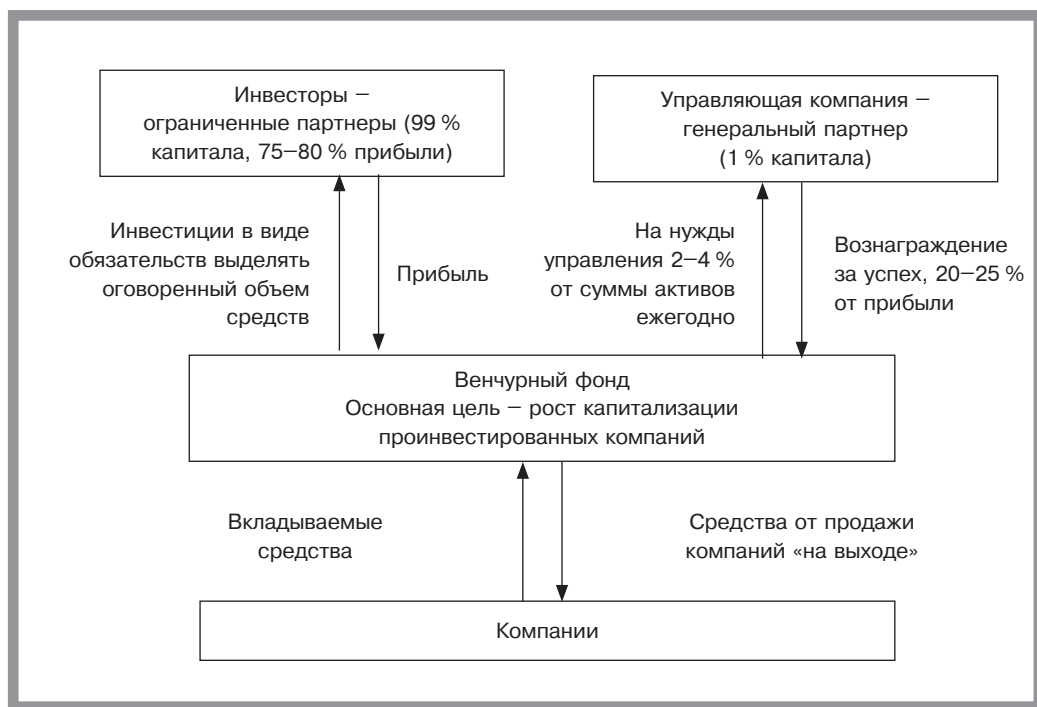 Инвесторы –
ограниченные партнеры (99 %
капитала, 75–80 % прибыли)
Управляющая компания –
генеральный партнер
(1 % капитала)
Инвестиции в виде
обязательств выделять
оговоренный объем
средств
Прибыль
На нужды
управления 2–4 %
от суммы активов
ежегодно
Вознаграждение
за успех, 20–25 %
от прибыли
Венчурный фонд
Основная цель – рост капитализации
проинвестированных компаний
Вкладываемые
средства
Средства от продажи
компаний «на выходе»
Компании